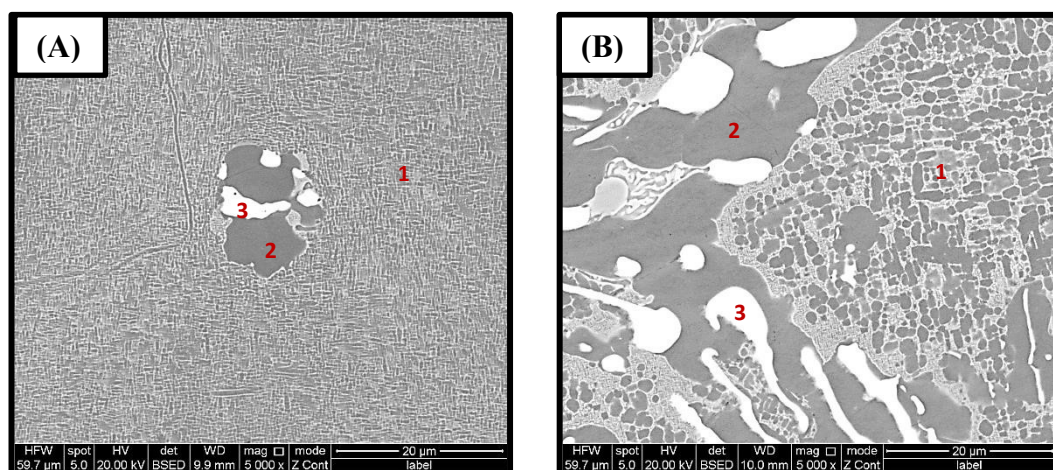 (A)
1
3
2
HFW spot HV det WD mag □ mode 20 µm
59.7 µm 5.0 20.00 kV BSED 9.9 mm 5 000 x Z Cont label
(B)
2
1
3
HFW spot HV det WD mag □ mode 20 µm
59.7 µm 5.0 20.00 kV BSED 10.0 mm 5 000 x Z Cont label